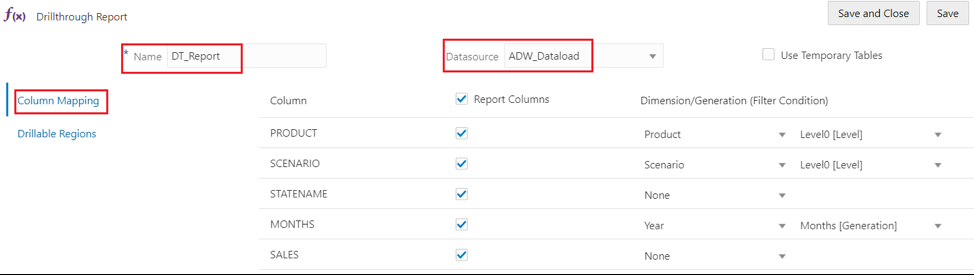 f(x) Drillthrough Report Save and Close Save
* Name DT_Report Datasource ADW_Dataload Use Temporary Tables
Column Mapping Column Report Columns Dimension/Generation (Filter Condition)
Drillable Regions PRODUCT Product Level0 [Level]
SCENARIO Scenario Level0 [Level]
STATENAME None
MONTHS Year Months [Generation]
SALES None